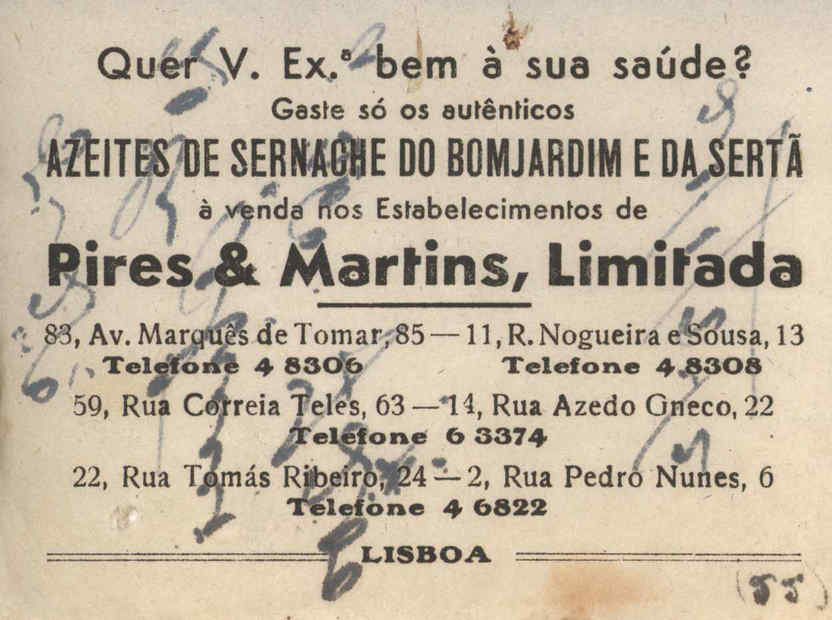 Quer V. Ex.ª bem à sua saúde?
Gaste só os autênticos
AZEITES DE SERNACHE DO BOMJARDIM E DA SERTÃ
à venda nos Estabelecimentos de
Pires & Martins, Limitada
83, Av. Marquês de Tomar, 85 — 11, R. Nogueira e Sousa, 13
Telefone 4 8306 Telefone 4 8308
59, Rua Correia Teles, 63 — 14, Rua Azedo Gneco, 22
Telefone 6 3374
22, Rua Tomás Ribeiro, 24 — 2, Rua Pedro Nunes, 6
Telefone 4 6822
LISBOA
(55)